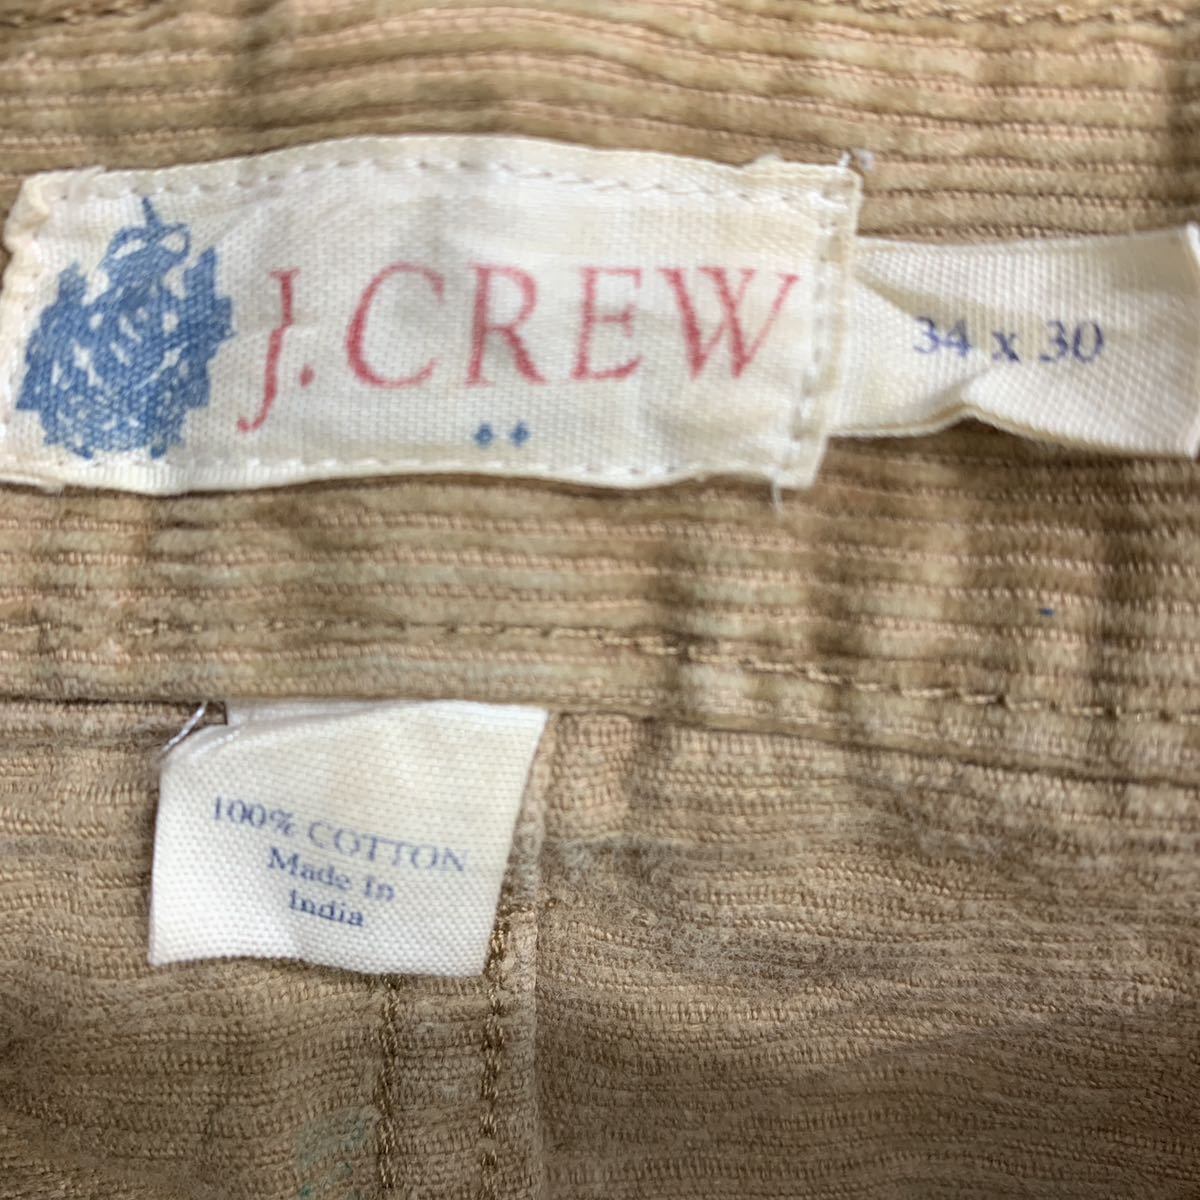 J.CREW
34 x 30
100% COTTON
Made in
India